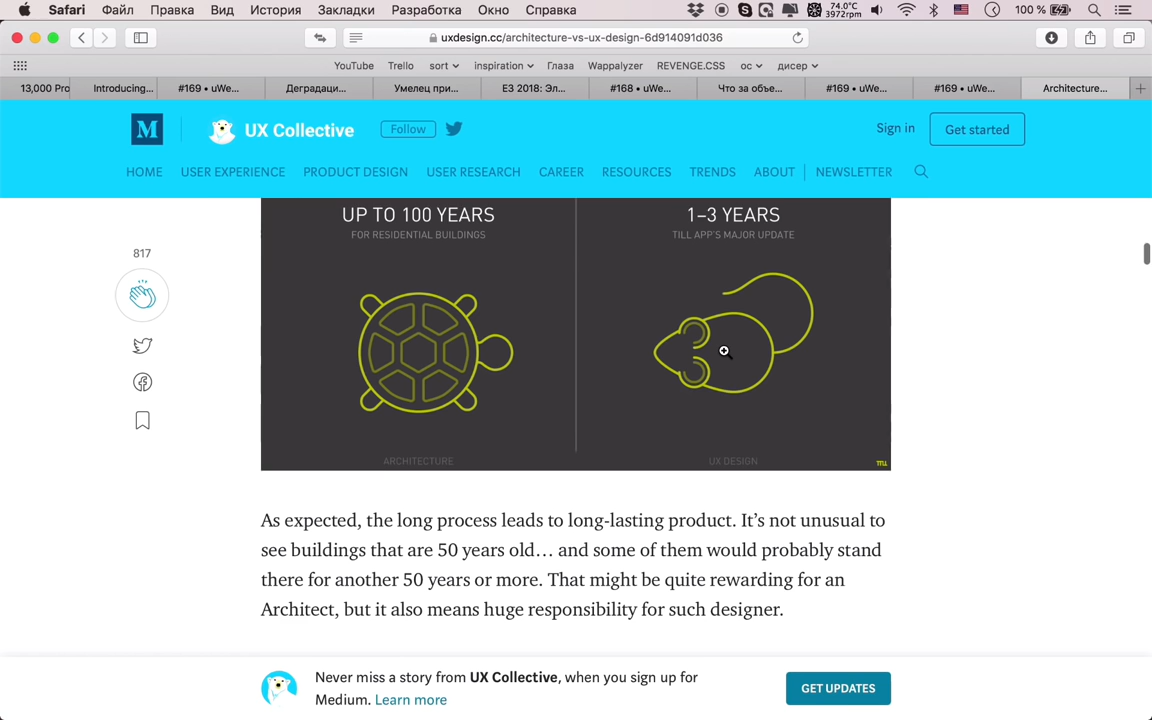 Safari Файл Правка Вид История Закладки Разработка Окно Справка 74.0°C 3972rpm 100 %
uxdesign.cc/architecture-vs-ux-design-6d914091d036
YouTube Trello sort inspiration Глаза Wappalyzer REVENGE.CSS ос дисер
13,000 Pro Introducing... #169 • uWe... Деградаци... Умелец при... E3 2018: Эл... #168 • uWe... Что за объе... #169 • uWe... #169 • uWe... Architecture...
M UX Collective Follow Sign in Get started
HOME USER EXPERIENCE PRODUCT DESIGN USER RESEARCH CAREER RESOURCES TRENDS ABOUT NEWSLETTER
UP TO 100 YEARS 1–3 YEARS
FOR RESIDENTIAL BUILDINGS TILL APP'S MAJOR UPDATE
817
ARCHITECTURE UX DESIGN
As expected, the long process leads to long-lasting product. It's not unusual to
see buildings that are 50 years old… and some of them would probably stand
there for another 50 years or more. That might be quite rewarding for an
Architect, but it also means huge responsibility for such designer.
Never miss a story from UX Collective, when you sign up for
Medium. Learn more
GET UPDATES